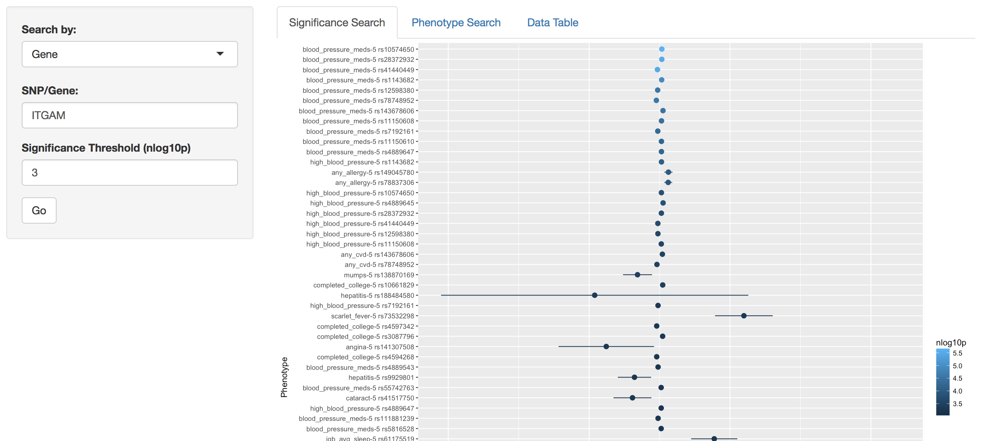 Search by:
Gene
SNP/Gene:
ITGAM
Significance Threshold (nlog10p)
3
Go
Significance Search
Phenotype Search
Data Table
blood_pressure_meds-5 rs10574650
blood_pressure_meds-5 rs28372932
blood_pressure_meds-5 rs41440449
blood_pressure_meds-5 rs1143682
blood_pressure_meds-5 rs12598380
blood_pressure_meds-5 rs78748952
blood_pressure_meds-5 rs143678606
blood_pressure_meds-5 rs11150608
blood_pressure_meds-5 rs7192161
blood_pressure_meds-5 rs11150610
blood_pressure_meds-5 rs4889647
high_blood_pressure-5 rs1143682
any_allergy-5 rs149045780
any_allergy-5 rs78837306
high_blood_pressure-5 rs10574650
high_blood_pressure-5 rs4889645
high_blood_pressure-5 rs28372932
high_blood_pressure-5 rs41440449
high_blood_pressure-5 rs12598380
high_blood_pressure-5 rs11150608
any_cvd-5 rs143678606
any_cvd-5 rs78748952
mumps-5 rs138870169
completed_college-5 rs10661829
hepatitis-5 rs188484580
high_blood_pressure-5 rs7192161
scarlet_fever-5 rs73532298
completed_college-5 rs4597342
completed_college-5 rs3087796
angina-5 rs141307508
completed_college-5 rs4594268
blood_pressure_meds-5 rs4889543
hepatitis-5 rs9929801
blood_pressure_meds-5 rs55742763
cataract-5 rs41517750
high_blood_pressure-5 rs4889647
blood_pressure_meds-5 rs111881239
blood_pressure_meds-5 rs5816528
igb_avg_sleep-5 rs61175519
Phenotype
nlog10p
5.5
5.0
4.5
4.0
3.5